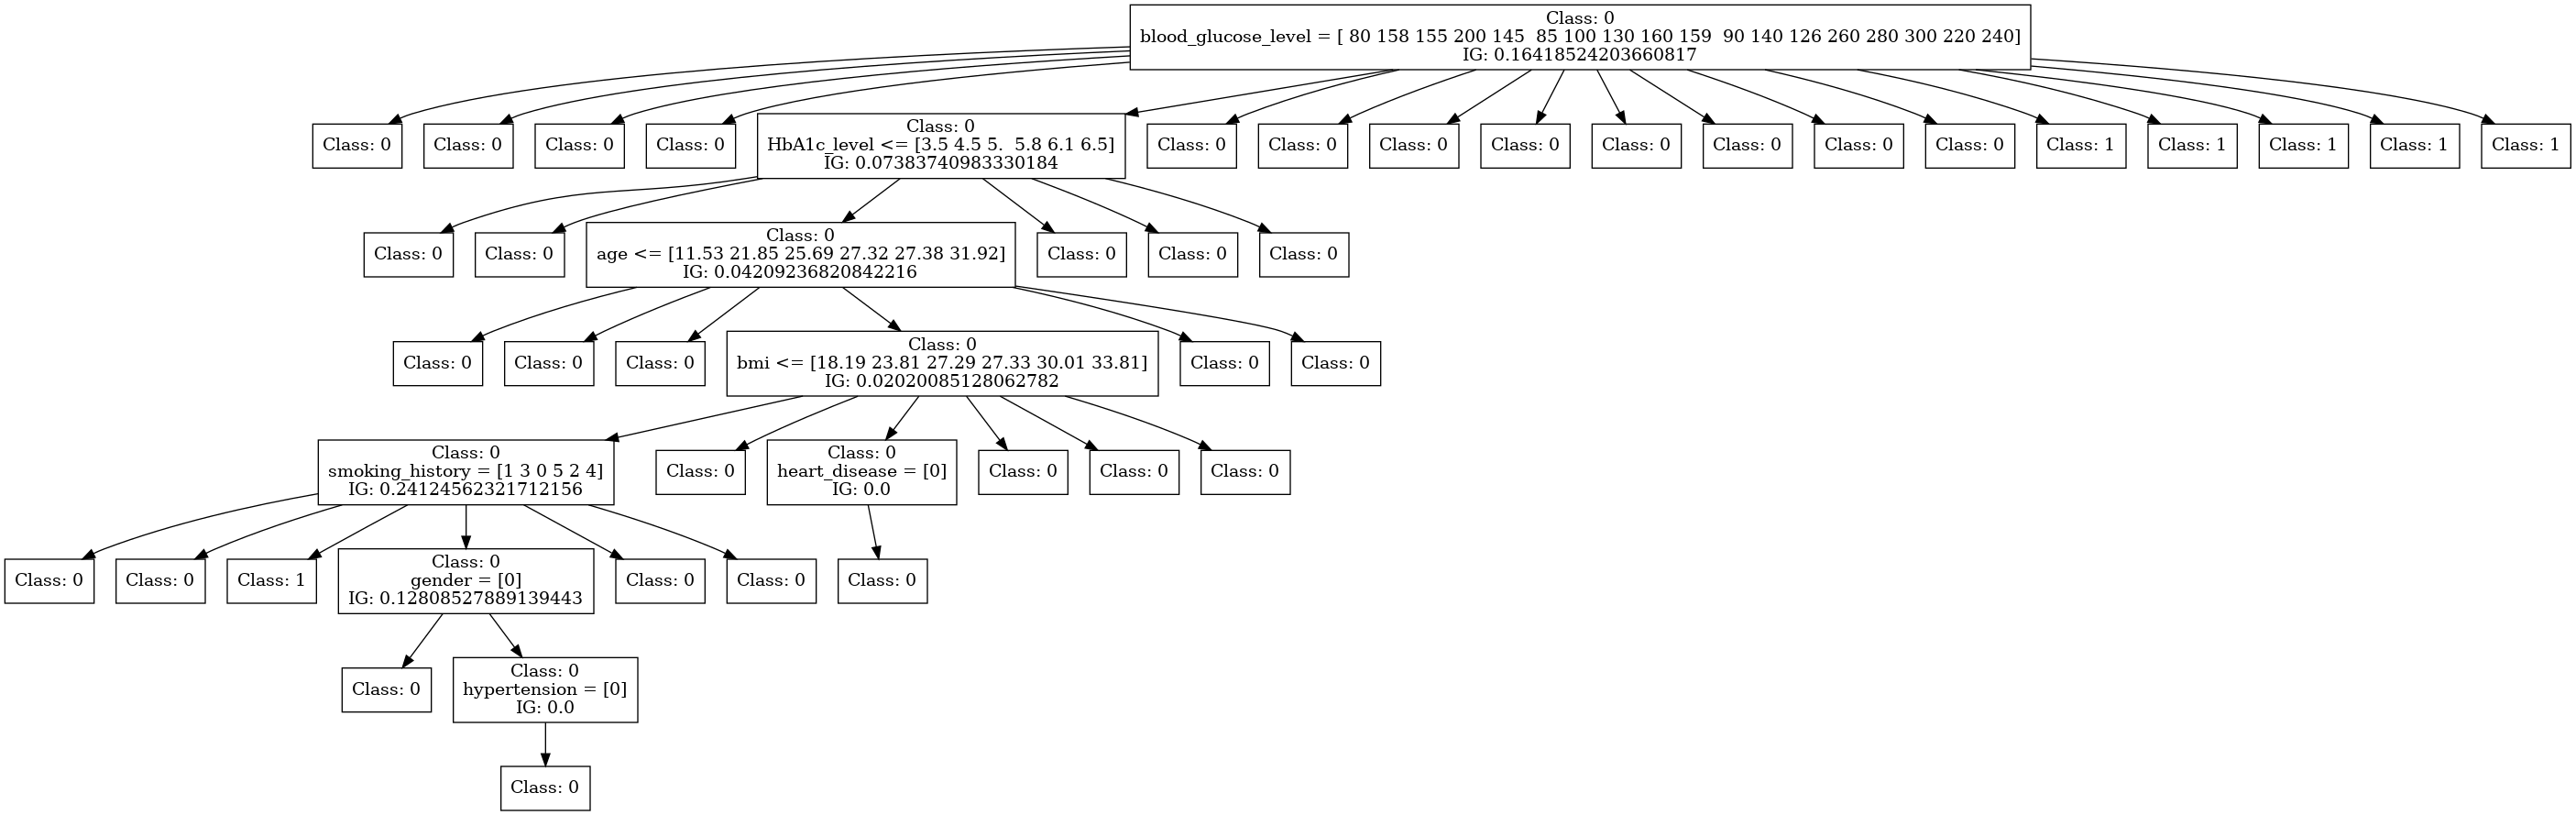 Class: 0
blood_glucose_level = [ 80 158 155 200 145  85 100 130 160 159  90 140 126 260 280 300 220 240]
IG: 0.16418524203660817
Class: 0
Class: 0
Class: 0
Class: 0
Class: 0
HbA1c_level <= [3.5 4.5 5.  5.8 6.1 6.5]
IG: 0.07383740983330184
Class: 0
Class: 0
Class: 0
Class: 0
Class: 0
Class: 0
Class: 0
Class: 0
Class: 1
Class: 1
Class: 1
Class: 1
Class: 1
Class: 0
Class: 0
Class: 0
age <= [11.53 21.85 25.69 27.32 27.38 31.92]
IG: 0.04209236820842216
Class: 0
Class: 0
Class: 0
Class: 0
Class: 0
Class: 0
Class: 0
bmi <= [18.19 23.81 27.29 27.33 30.01 33.81]
IG: 0.02020085128062782
Class: 0
Class: 0
Class: 0
smoking_history = [1 3 0 5 2 4]
IG: 0.241245623217121 56
Class: 0
Class: 0
heart_disease = [0]
IG: 0.0
Class: 0
Class: 0
Class: 0
Class: 0
Class: 0
Class: 1
Class: 0
gender = [0]
IG: 0.12808527889139443
Class: 0
Class: 0
Class: 0
Class: 0
Class: 0
hypertension = [0]
IG: 0.0
Class: 0